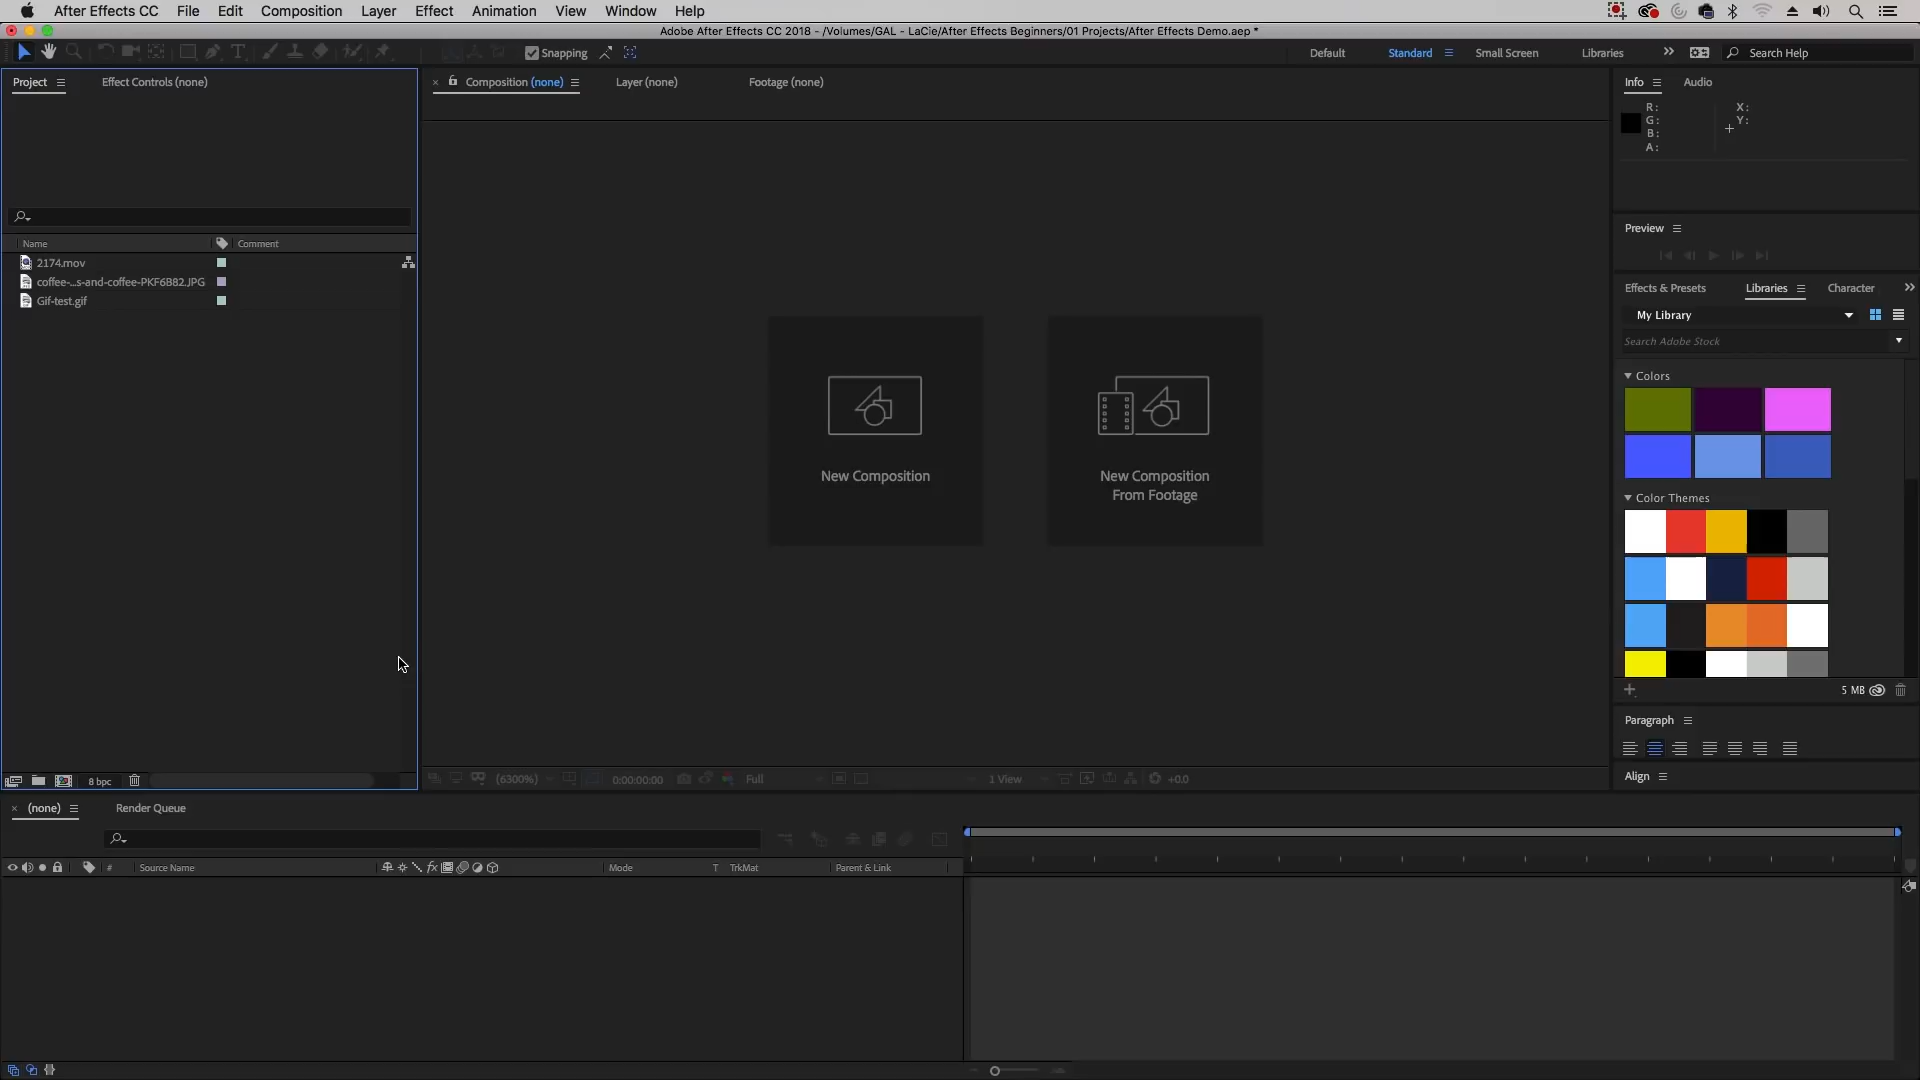 After Effects CC File Edit Composition Layer Effect Animation View Window Help
Adobe After Effects CC 2018 - /Volumes/GAL - LaCie/After Effects Beginners/01 Projects/After Effects Demo.aep *
Snapping
Default Standard Small Screen Libraries Search Help
Project Effect Controls (none)
Composition (none) Layer (none) Footage (none)
Info Audio
R: X:
G: Y:
B:
A:
Preview
Name Comment
2174.mov
coffee-...s-and-coffee-PKF6B82.JPG
Gif-test.gif
Effects & Presets Libraries Character
My Library
Search Adobe Stock
Colors
Color Themes
New Composition
New Composition
From Footage
5 MB
Paragraph
Align
8 bpc
(6300%) 0:00:00:00 Full 1 View +0.0
(none) Render Queue
# Source Name fx Mode T TrkMat Parent & Link